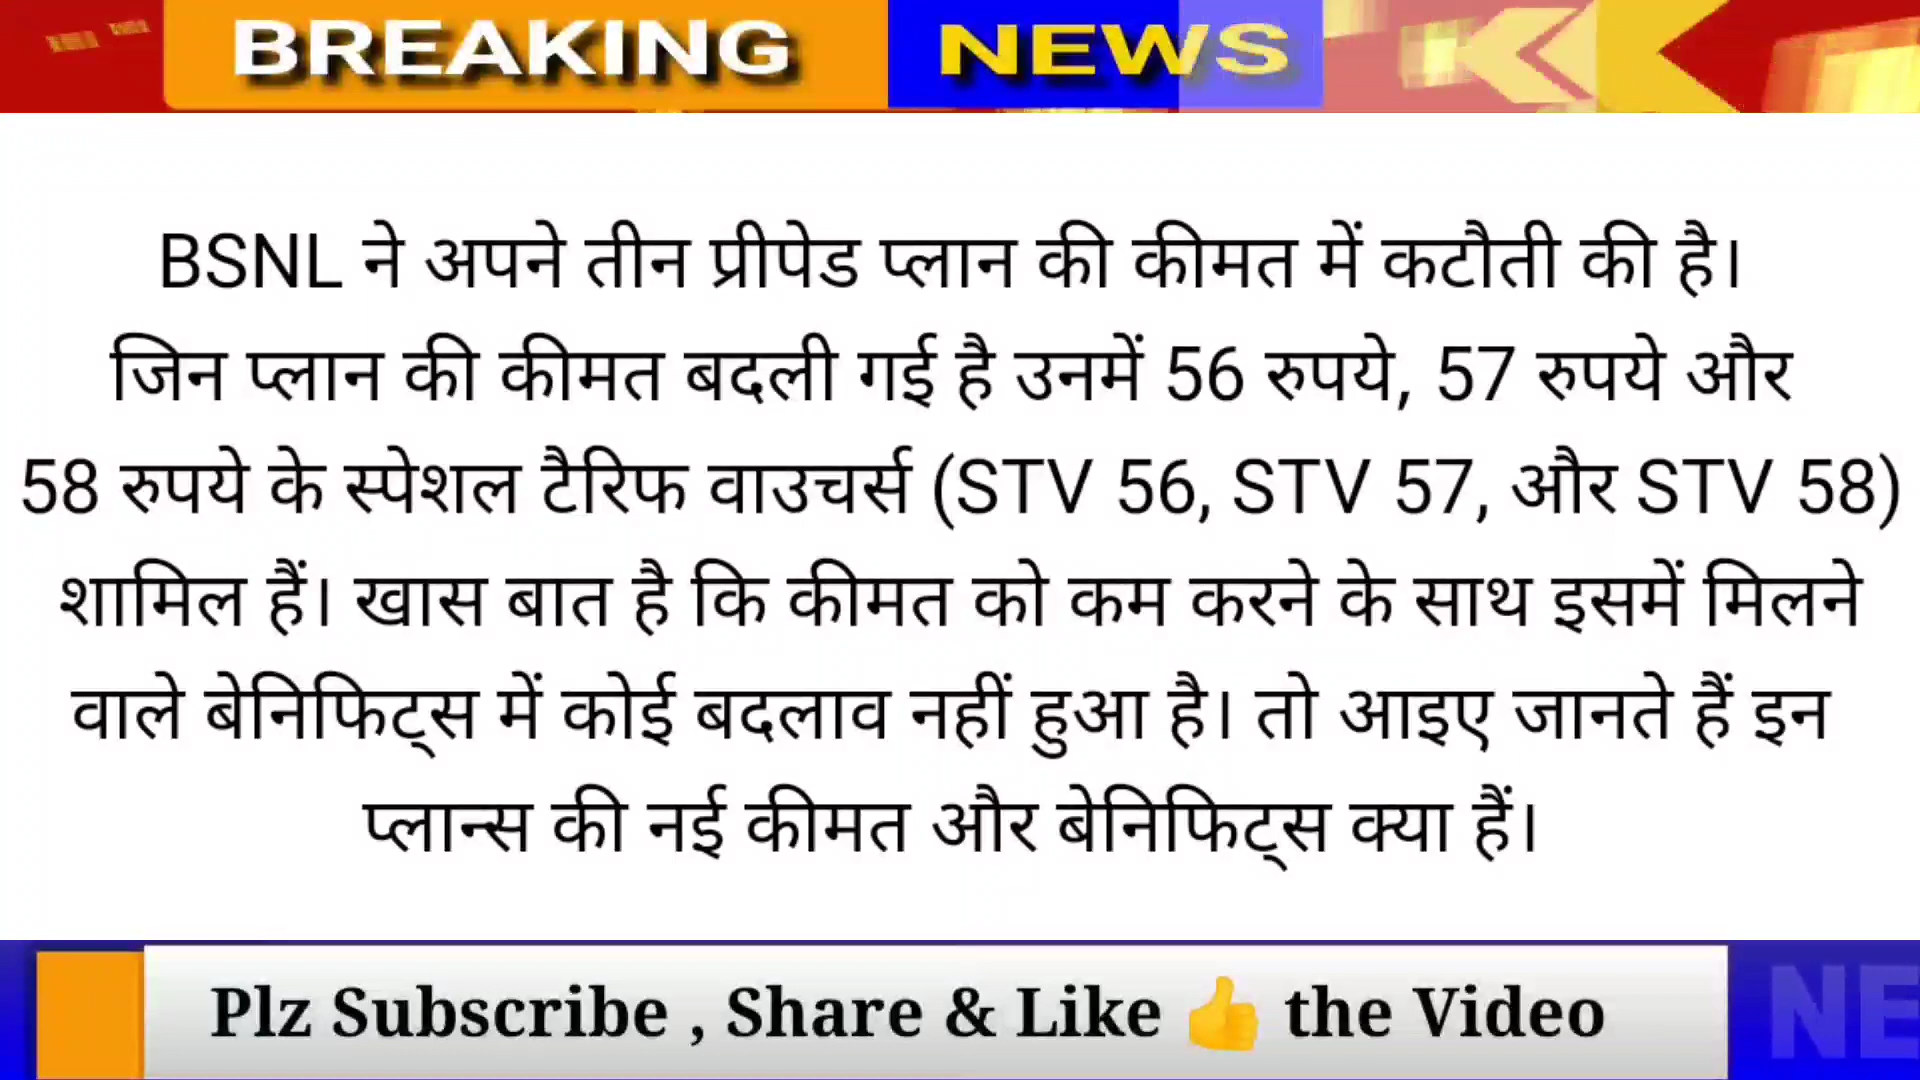 BREAKING NEWS
BSNL ने अपने तीन प्रीपेड प्लान की कीमत में कटौती की है।
जिन प्लान की कीमत बदली गई है उनमें 56 रुपये, 57 रुपये और
58 रुपये के स्पेशल टैरिफ वाउचर्स (STV 56, STV 57, और STV 58)
शामिल हैं। खास बात है कि कीमत को कम करने के साथ इसमें मिलने
वाले बेनिफिट्स में कोई बदलाव नहीं हुआ है। तो आइए जानते हैं इन
प्लान्स की नई कीमत और बेनिफिट्स क्या हैं।
Plz Subscribe , Share & Like 👍 the Video
NE